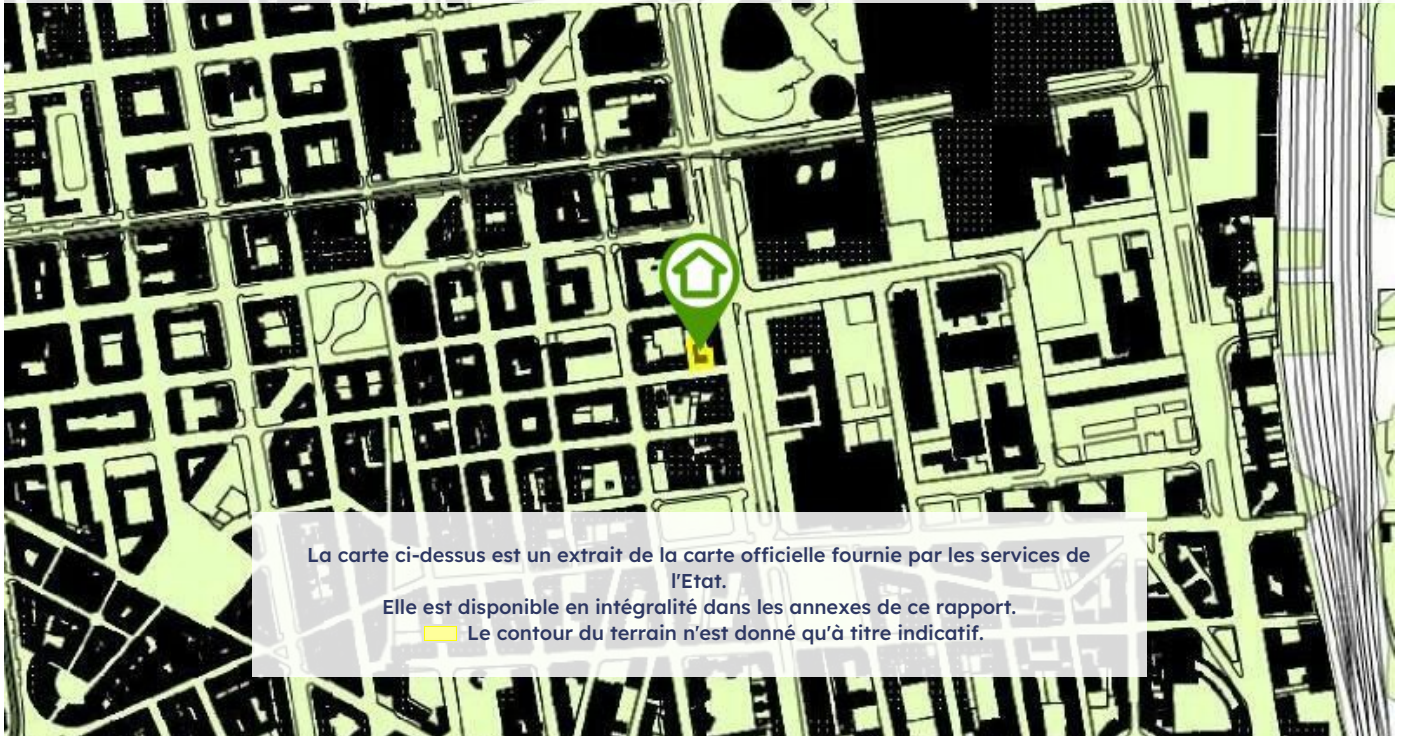 La carte ci-dessus est un extrait de la carte officielle fournie par les services de
l'Etat.
Elle est disponible en intégralité dans les annexes de ce rapport.
Le contour du terrain n'est donné qu'à titre indicatif.